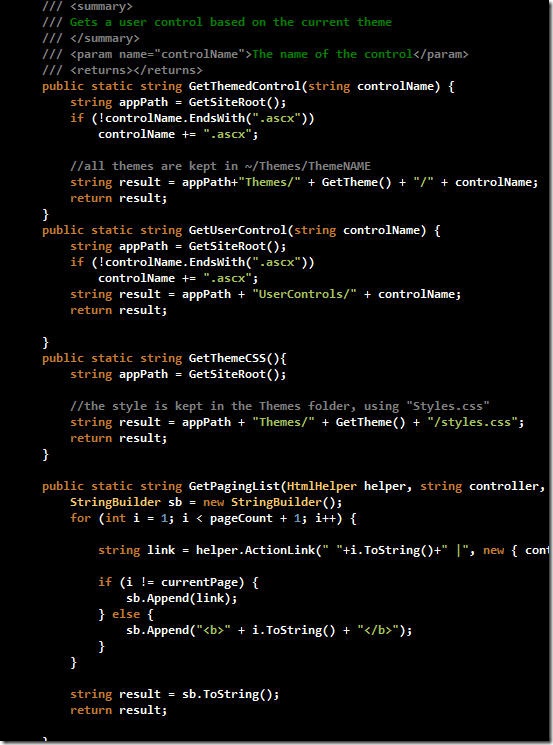 /// <summary>
/// Gets a user control based on the current theme
/// </summary>
/// <param name="controlName">The name of the control</param>
/// <returns></returns>
public static string GetThemedControl(string controlName) {
string appPath = GetSiteRoot();
if (!controlName.EndsWith(".ascx"))
controlName += ".ascx";
//all themes are kept in ~/Themes/ThemeNAME
string result = appPath+"Themes/" + GetTheme() + "/" + controlName;
return result;
}
public static string GetUserControl(string controlName) {
string appPath = GetSiteRoot();
if (!controlName.EndsWith(".ascx"))
controlName += ".ascx";
string result = appPath + "UserControls/" + controlName;
return result;
}
public static string GetThemeCSS(){
string appPath = GetSiteRoot();
//the style is kept in the Themes folder, using "Styles.css"
string result = appPath + "Themes/" + GetTheme() + "/styles.css";
return result;
}
public static string GetPagingList(HtmlHelper helper, string controller,
StringBuilder sb = new StringBuilder();
for (int i = 1; i < pageCount + 1; i++) {
string link = helper.ActionLink(" "+i.ToString()+" |", new { cont
if (i != currentPage) {
sb.Append(link);
} else {
sb.Append("<b>" + i.ToString() + "</b>");
}
}
string result = sb.ToString();
return result;
}